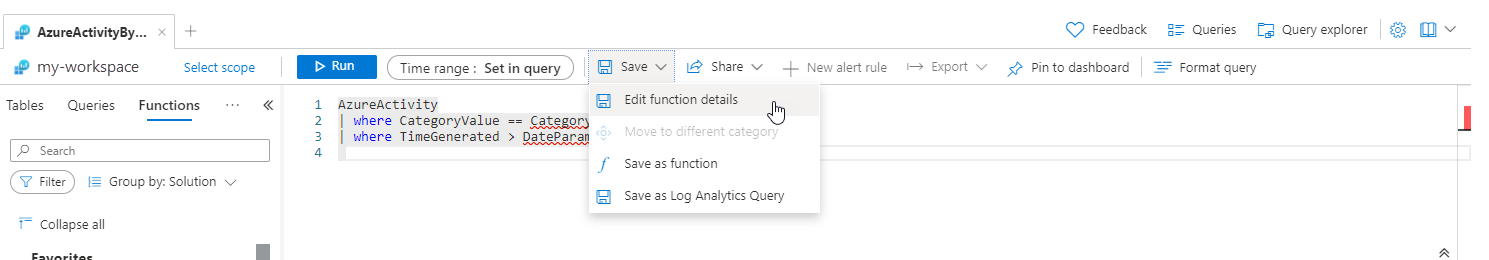 AzureActivityBy...
Feedback
Queries
Query explorer
my-workspace
Select scope
Run
Time range : Set in query
Save
Share
New alert rule
Export
Pin to dashboard
Format query
Tables
Queries
Functions
Search
Filter
Group by: Solution
Collapse all
Favorites
1 AzureActivity
2 | where CategoryValue == Category
3 | where TimeGenerated > DateParam
4
Edit function details
Move to different category
Save as function
Save as Log Analytics Query